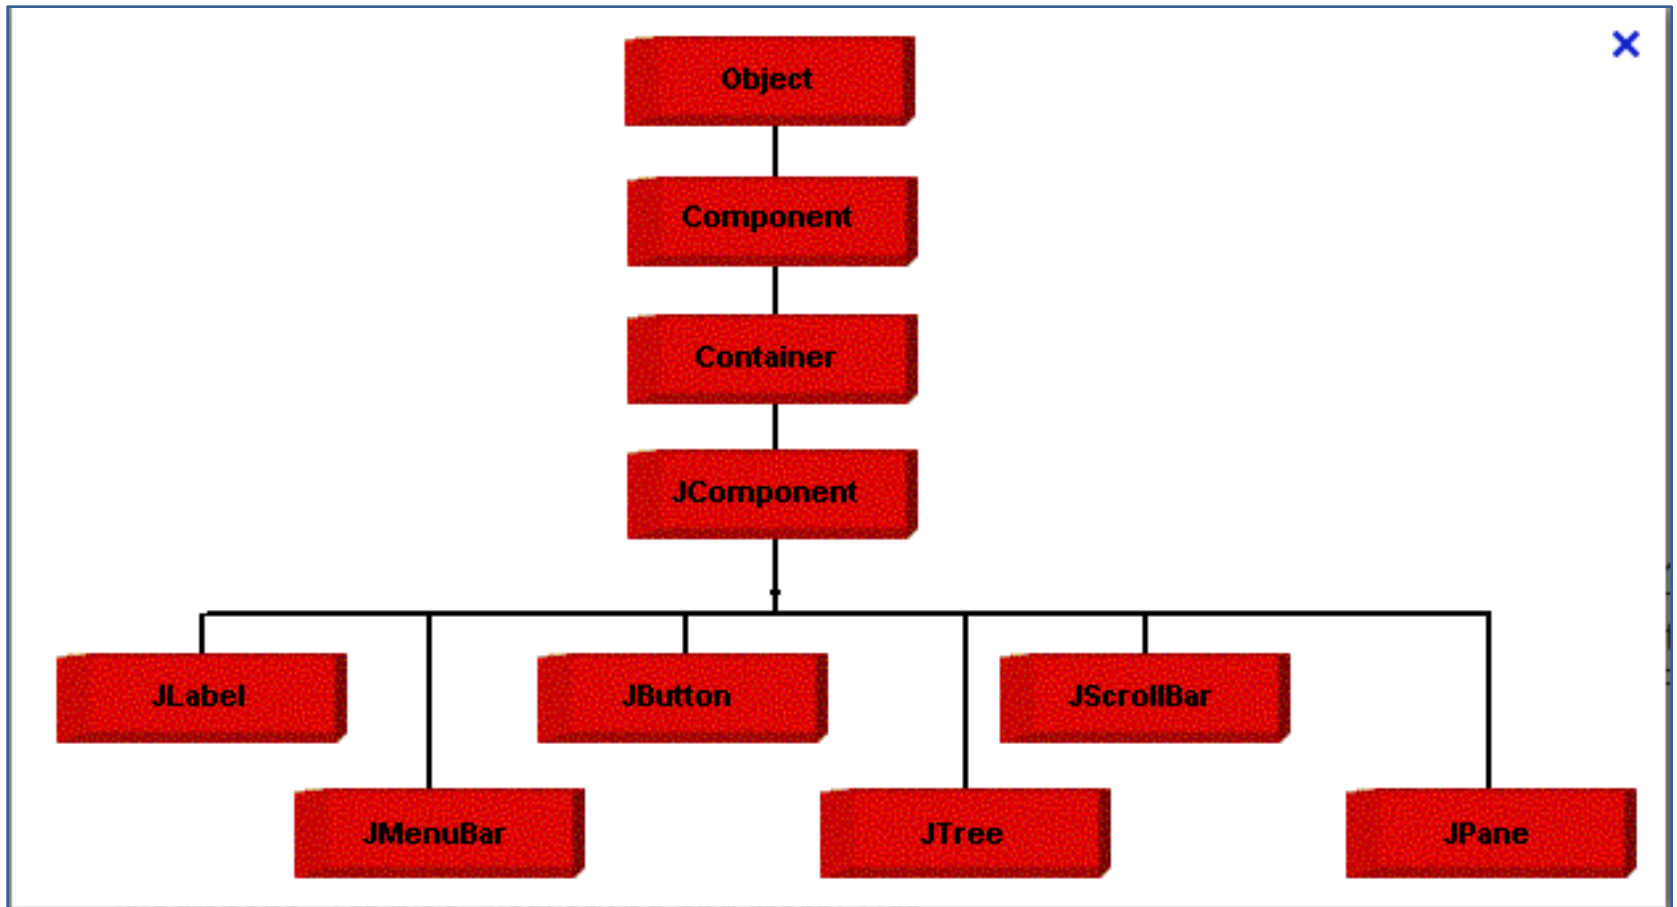 Object
Component
Container
JComponent
JLabel
JButton
JScrollBar
JMenuBar
JTree
JPane